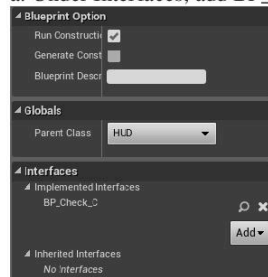 a. Under Interfaces, add BP_
Blueprint Option
Run Constructi
Generate Const
Blueprint Descr
Globals
Parent Class HUD
Interfaces
Implemented Interfaces
BP_Check_C
Add
Inherited Interfaces
No Interfaces